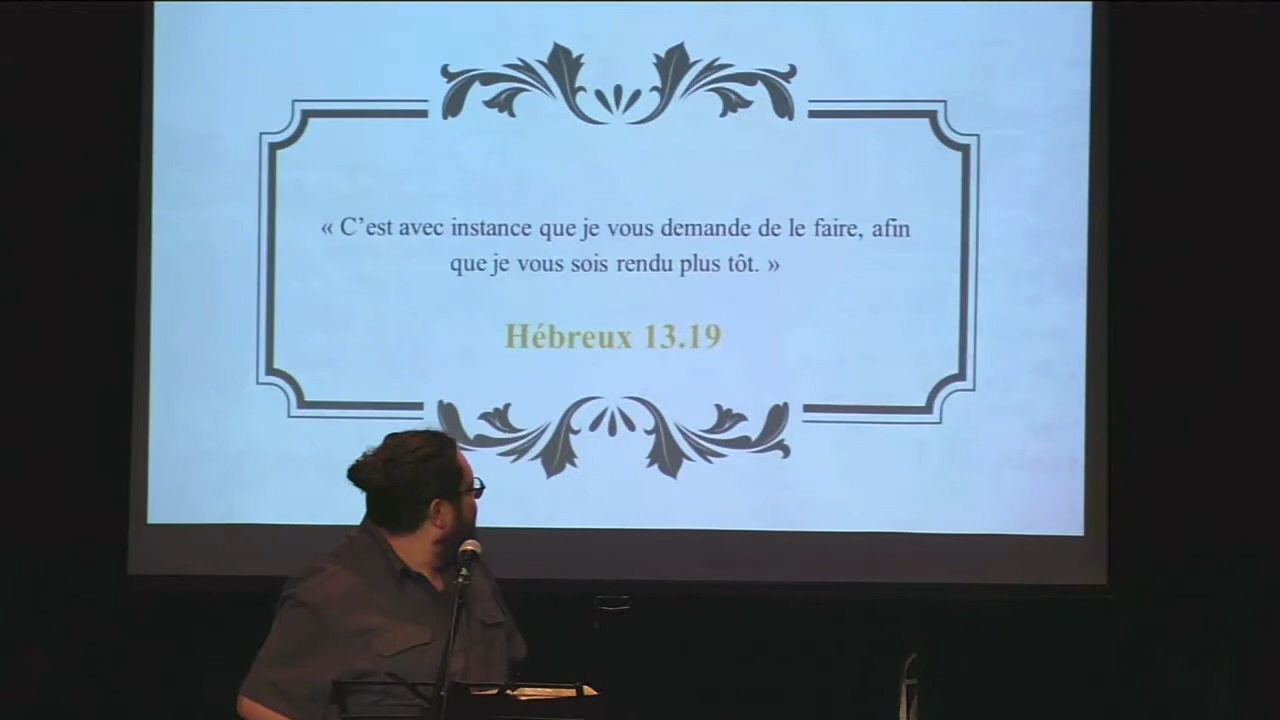 « C’est avec instance que je vous demande de le faire, afin
que je vous sois rendu plus tôt. »
Hébreux 13.19